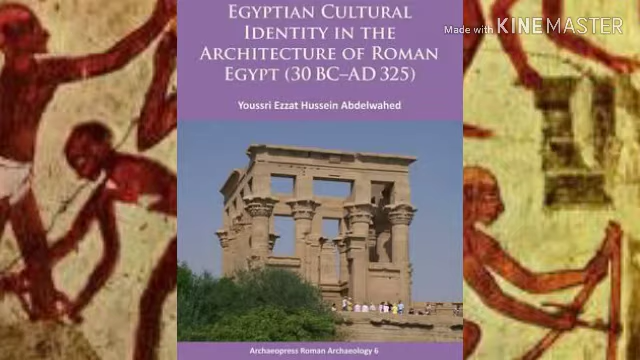 Egyptian Cultural
Identity in the
Architecture of Roman
Egypt (30 BC–AD 325)
Youssri Ezzat Hussein Abdelwahed
Archaeopress Roman Archaeology 6
Made with KINEMASTER